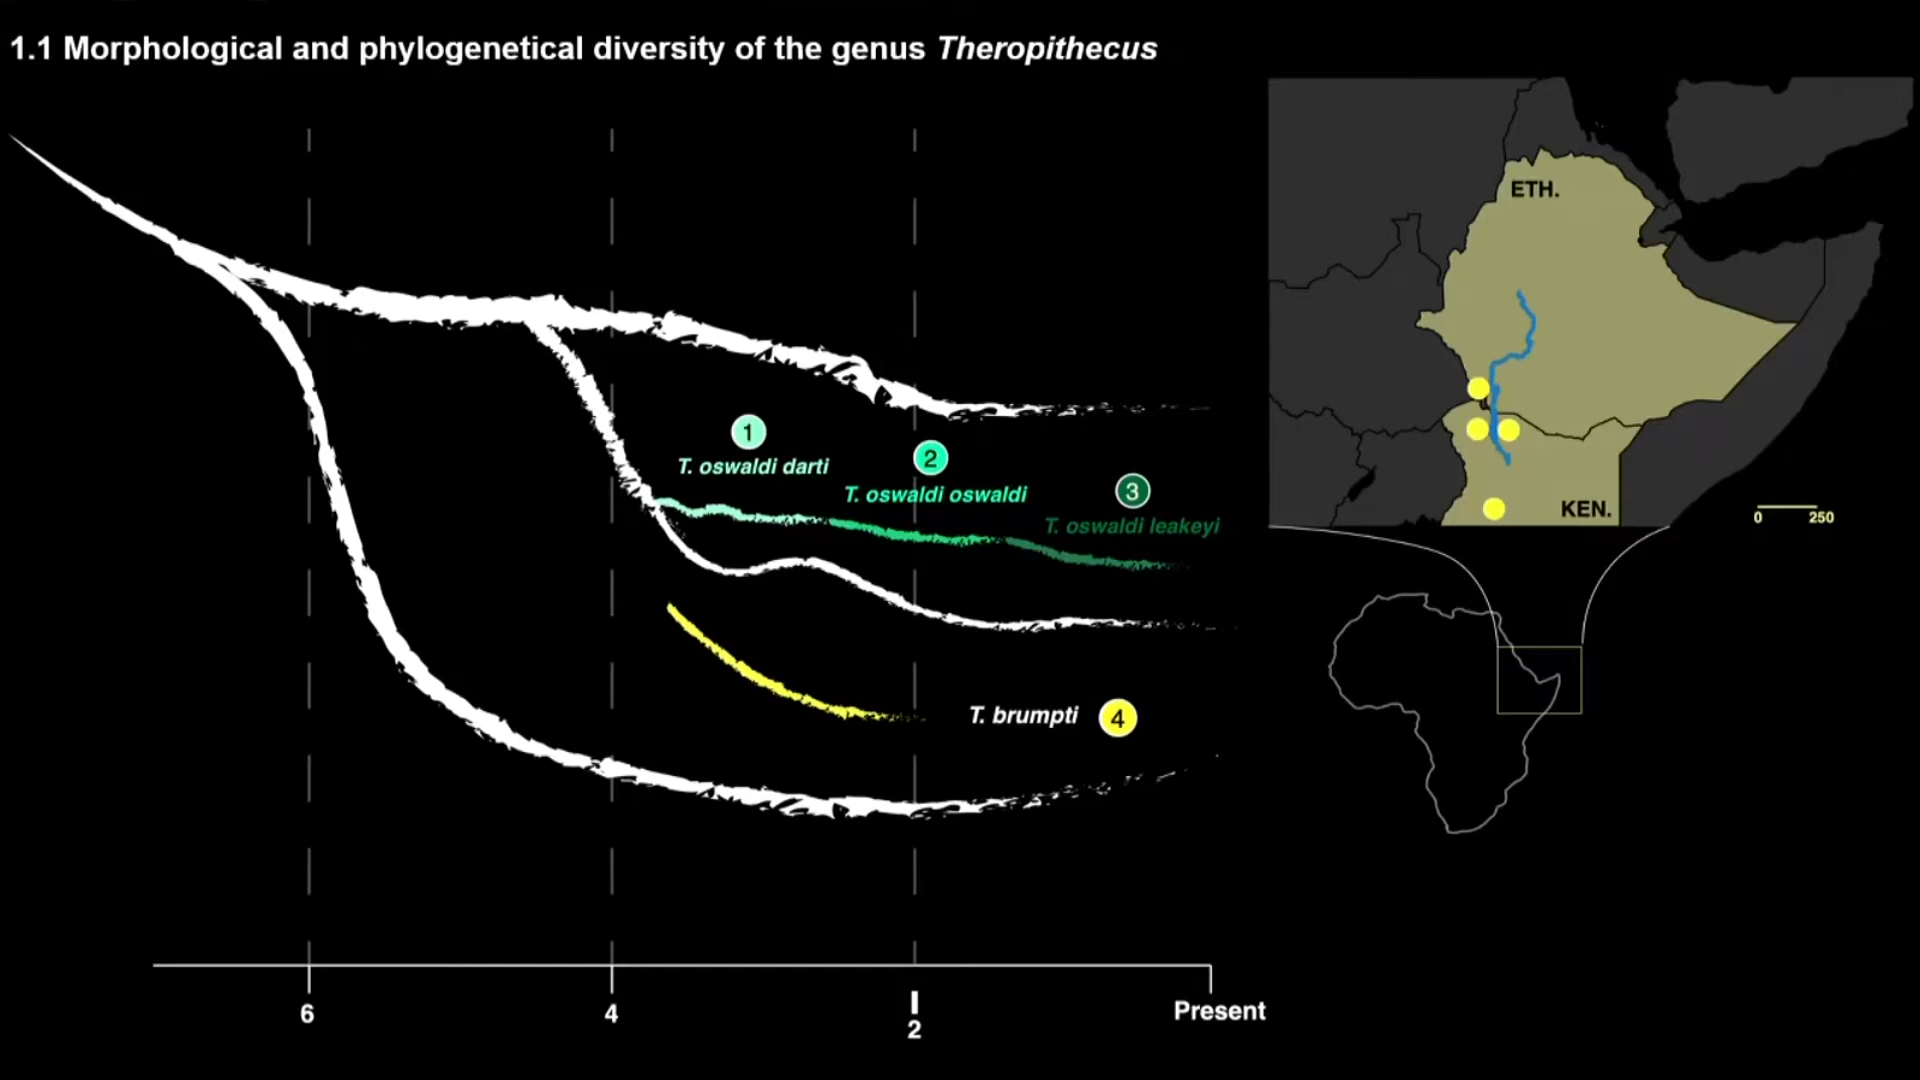 1.1 Morphological and phylogenetical diversity of the genus Theropithecus
ETH.
1
T. oswaldi darti
2
T. oswaldi oswaldi
3
T. oswaldi leakeyi
KEN.
0 250
T. brumpti 4
6 4 2 Present